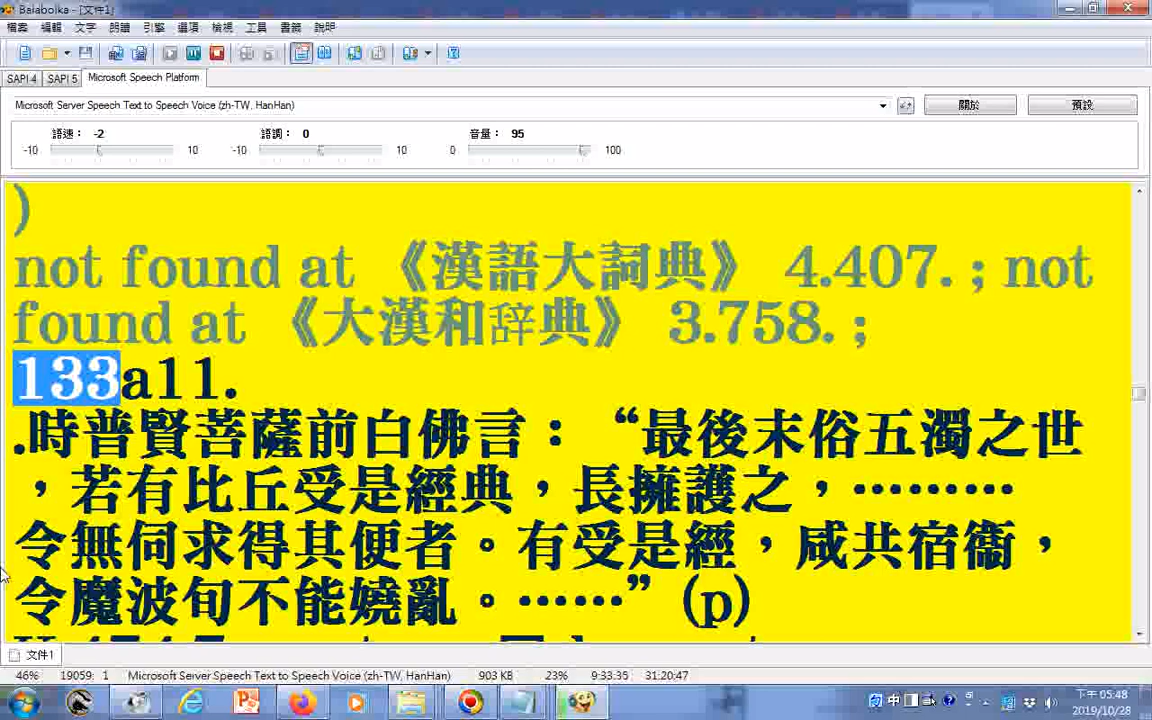 Balabolka - [文件1]
檔案 編輯 文字 朗讀 引擎 選項 檢視 工具 書籤 說明
SAPI 4 SAPI 5 Microsoft Speech Platform
Microsoft Server Speech Text to Speech Voice (zh-TW, HanHan) 關於 預設
語速： -2 語調： 0 音量： 95
-10 10 -10 10 0 100
)
not found at 《漢語大詞典》 4.407. ; not
found at 《大漢和辞典》 3.758. ;
133a11.
.時普賢菩薩前白佛言：“最後末俗五濁之世
，若有比丘受是經典，長擁護之，………
令無伺求得其便者。有受是經，咸共宿衞，
令魔波旬不能嬈亂。……”(p)
文件1
46% 19059: 1 Microsoft Server Speech Text to Speech Voice (zh-TW, HanHan) 903 KB 23% 9:33:35 31:20:47
中 下午 05:48
2019/10/28